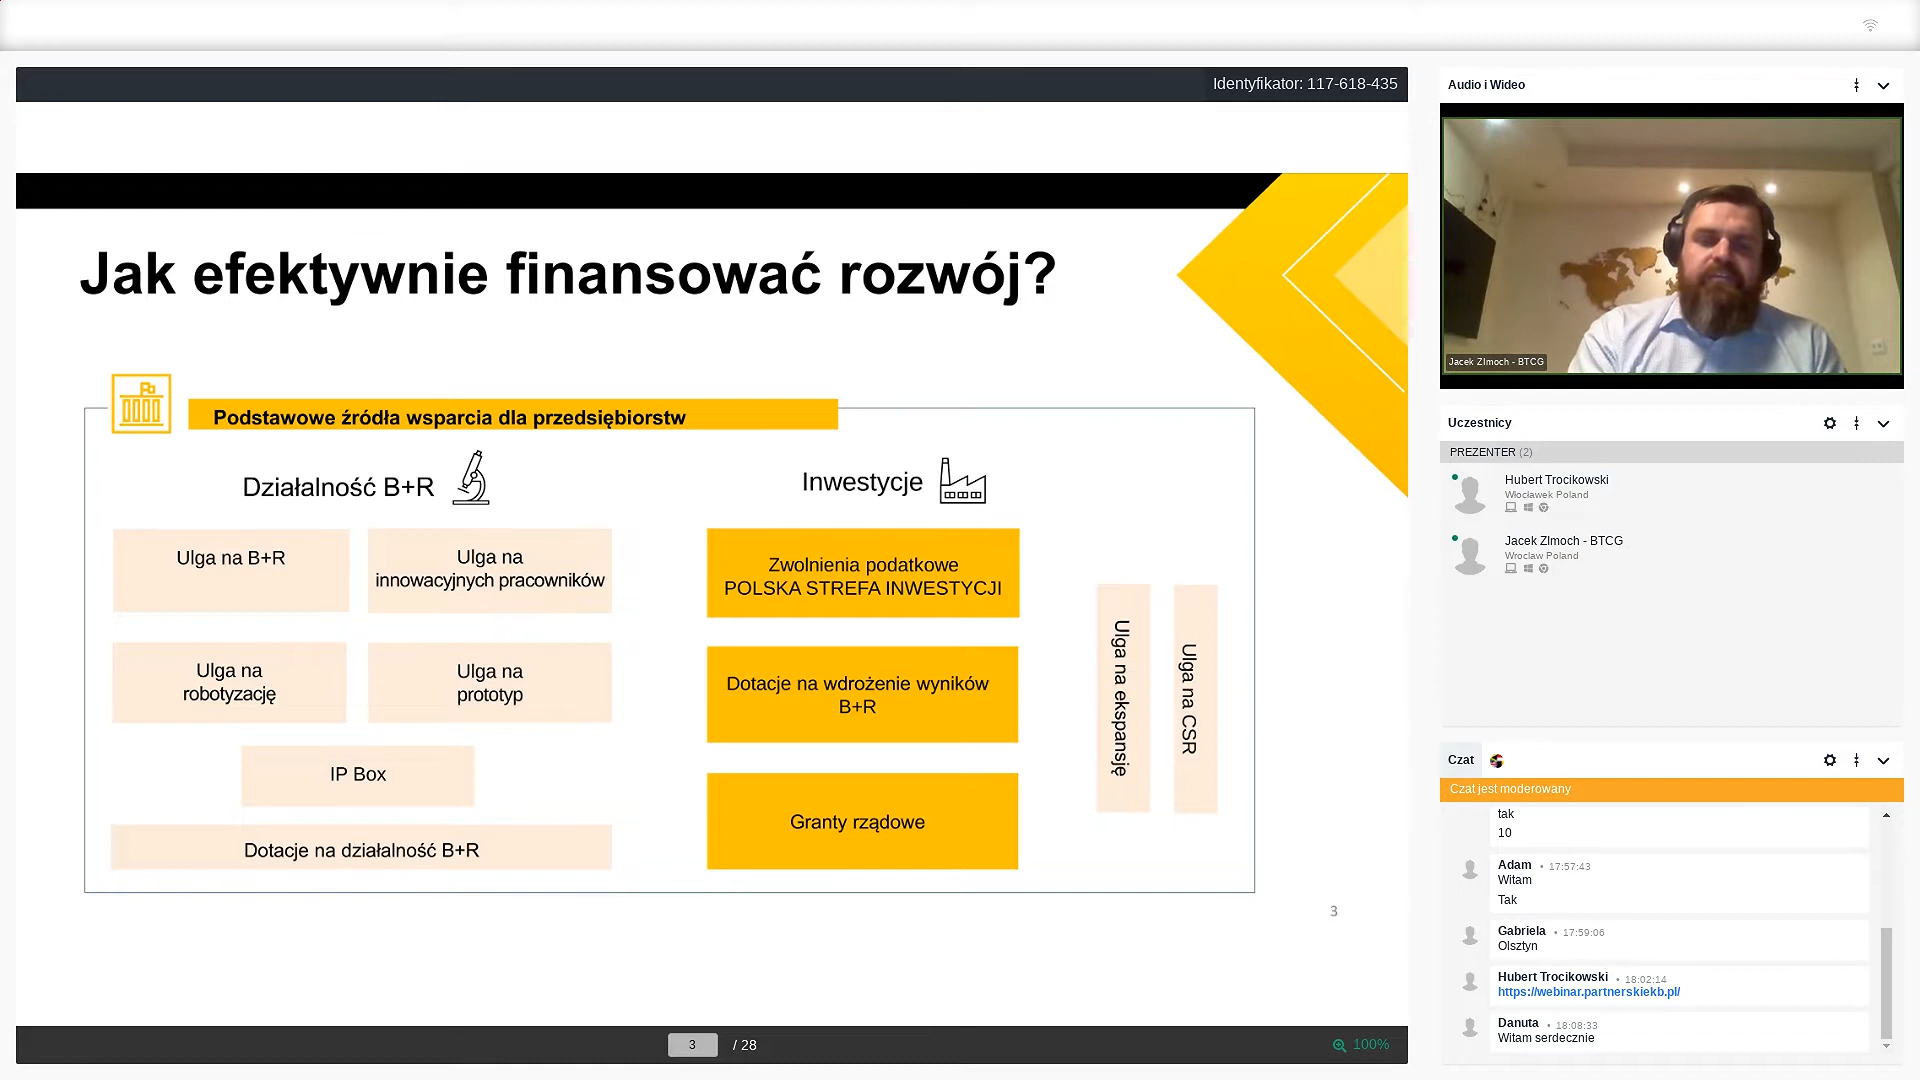 Identyfikator: 117-618-435
Jak efektywnie finansować rozwój?
Podstawowe źródła wsparcia dla przedsiębiorstw
Działalność B+R
Ulga na B+R
Ulga na
innowacyjnych pracowników
Ulga na
robotyzację
Ulga na
prototyp
IP Box
Dotacje na działalność B+R
Inwestycje
Zwolnienia podatkowe
POLSKA STREFA INWESTYCJI
Dotacje na wdrożenie wyników
B+R
Granty rządowe
Ulga na ekspansję
Ulga na CSR
3
3 / 28
100%
Audio i Wideo
Jacek ZImoch - BTCG
Uczestnicy
PREZENTER (2)
Hubert Trocikowski
Włocławek Poland
Jacek ZImoch - BTCG
Wroclaw Poland
Czat
Czat jest moderowany
tak
10
Adam • 17:57:43
Witam
Tak
Gabriela • 17:59:06
Olsztyn
Hubert Trocikowski • 18:02:14
https://webinar.partnerskiekb.pl/
Danuta • 18:08:33
Witam serdecznie